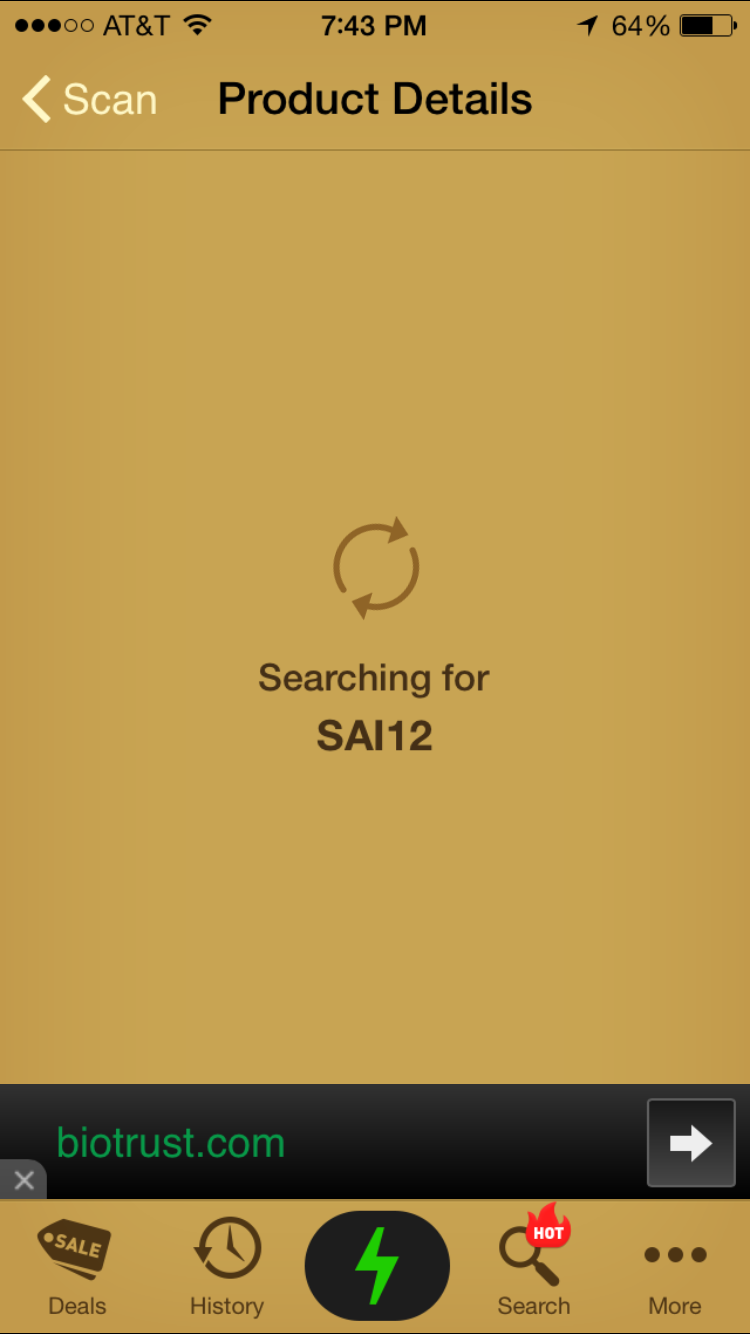 AT&T 7:43 PM 64%
Scan Product Details
Searching for
SAI12
biotrust.com
SALE HOT
Deals History Search More